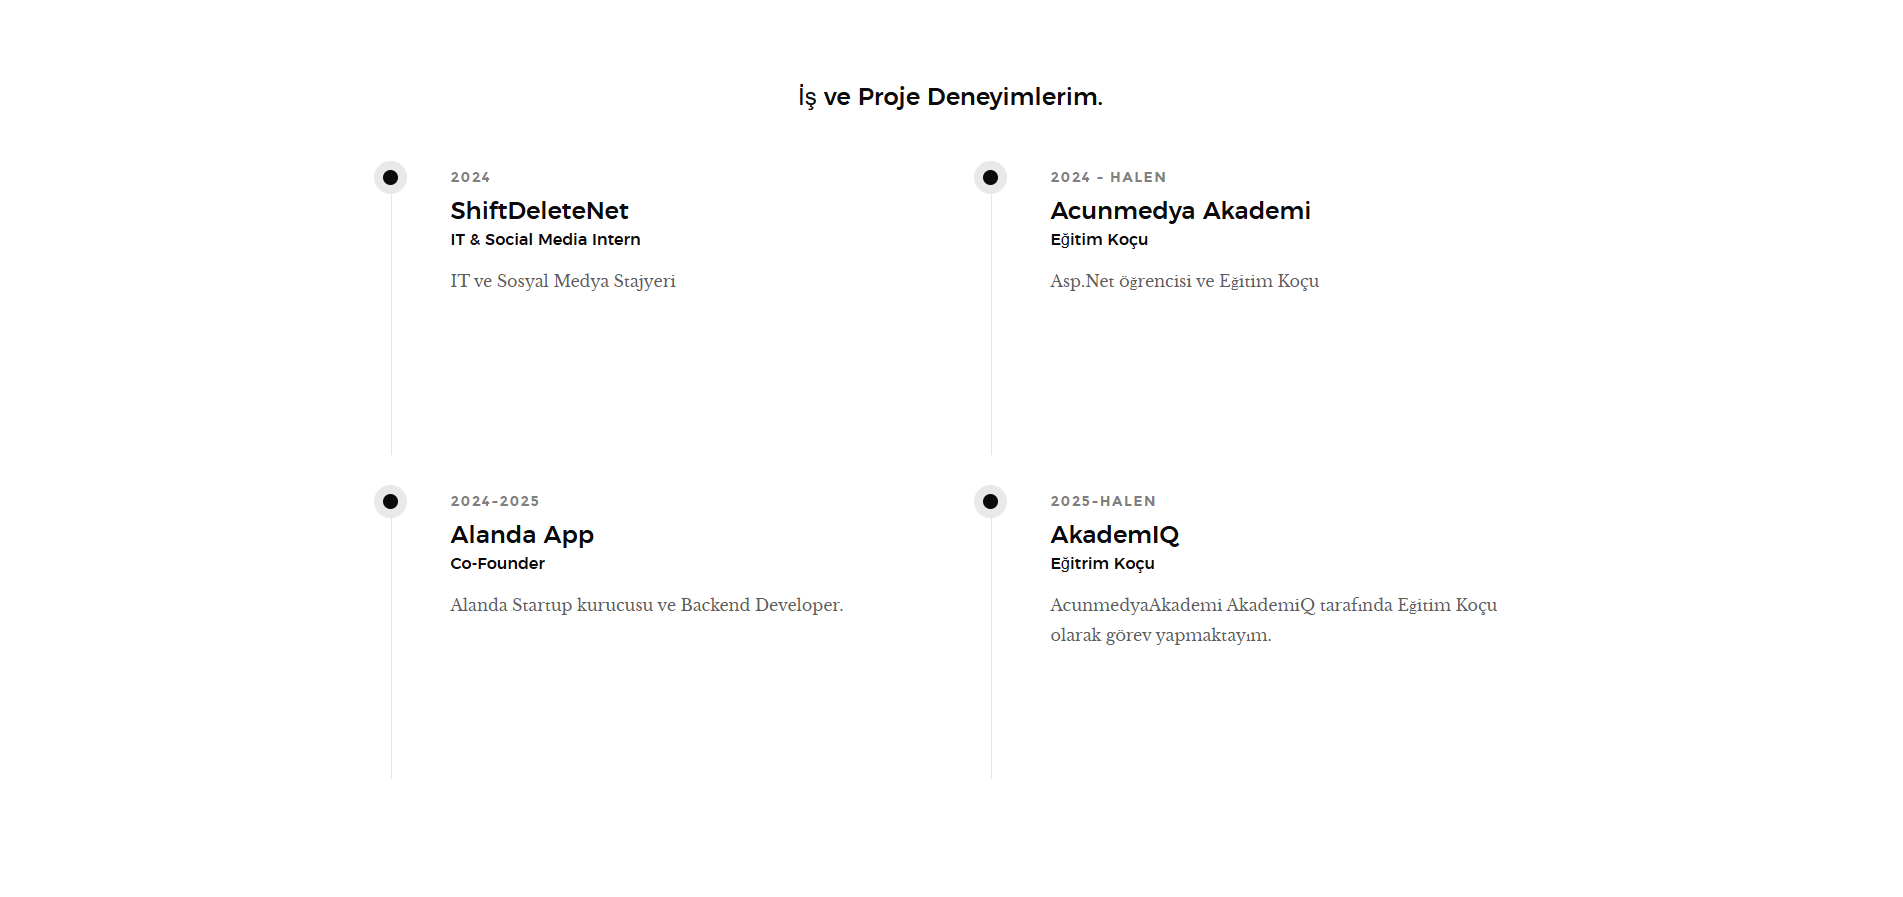 İş ve Proje Deneyimlerim.
2024
ShiftDeleteNet
IT & Social Media Intern
IT ve Sosyal Medya Stajyeri
2024 - HALEN
Acunmedya Akademi
Eğitim Koçu
Asp.Net öğrencisi ve Eğitim Koçu
2024-2025
Alanda App
Co-Founder
Alanda Startup kurucusu ve Backend Developer.
2025-HALEN
AkademIQ
Eğitrim Koçu
AcunmedyaAkademi AkademiQ tarafında Eğitim Koçu
olarak görev yapmaktayım.